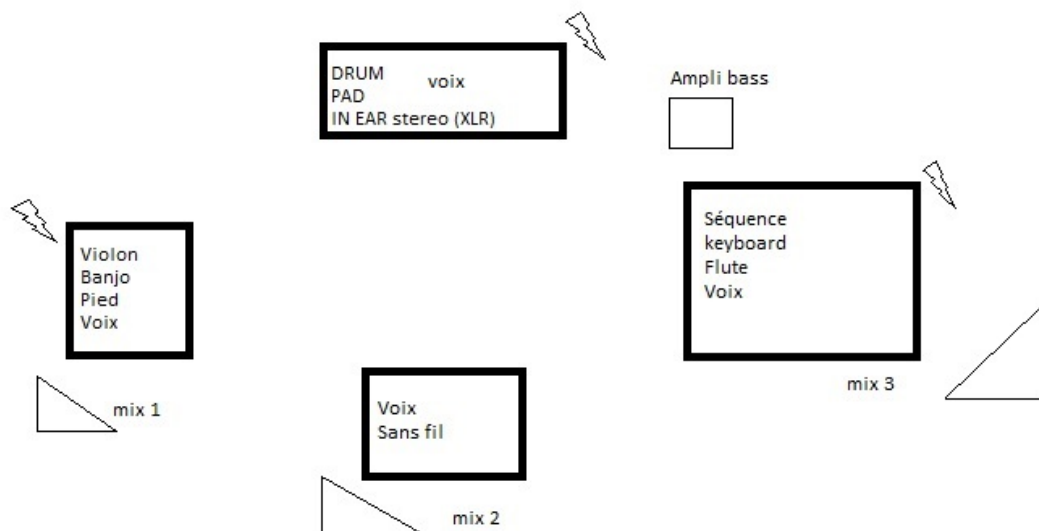 DRUM voix
PAD
IN EAR stereo (XLR)
Ampli bass
Violon
Banjo
Pied
Voix
Séquence
keyboard
Flute
Voix
mix 1
Voix
Sans fil
mix 3
mix 2